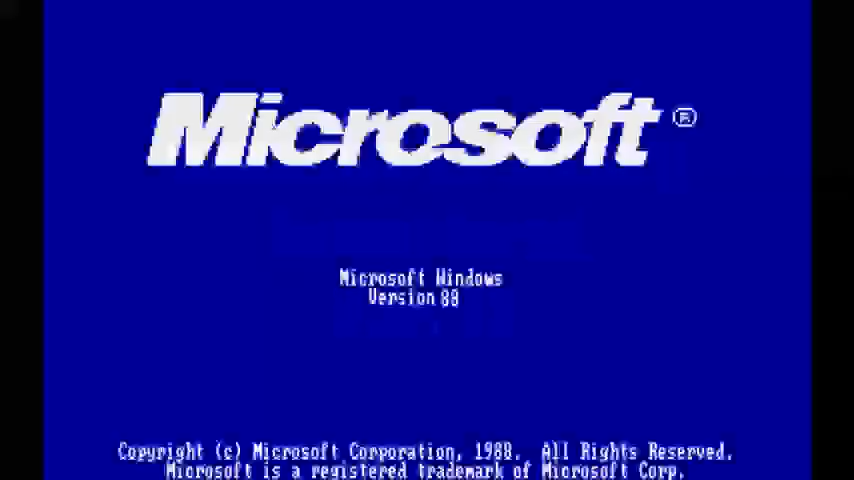 Microsoft®
Microsoft Windows
Version 88
Copyright (c) Microsoft Corporation, 1988. All Rights Reserved.
Microsoft is a registered trademark of Microsoft Corp.